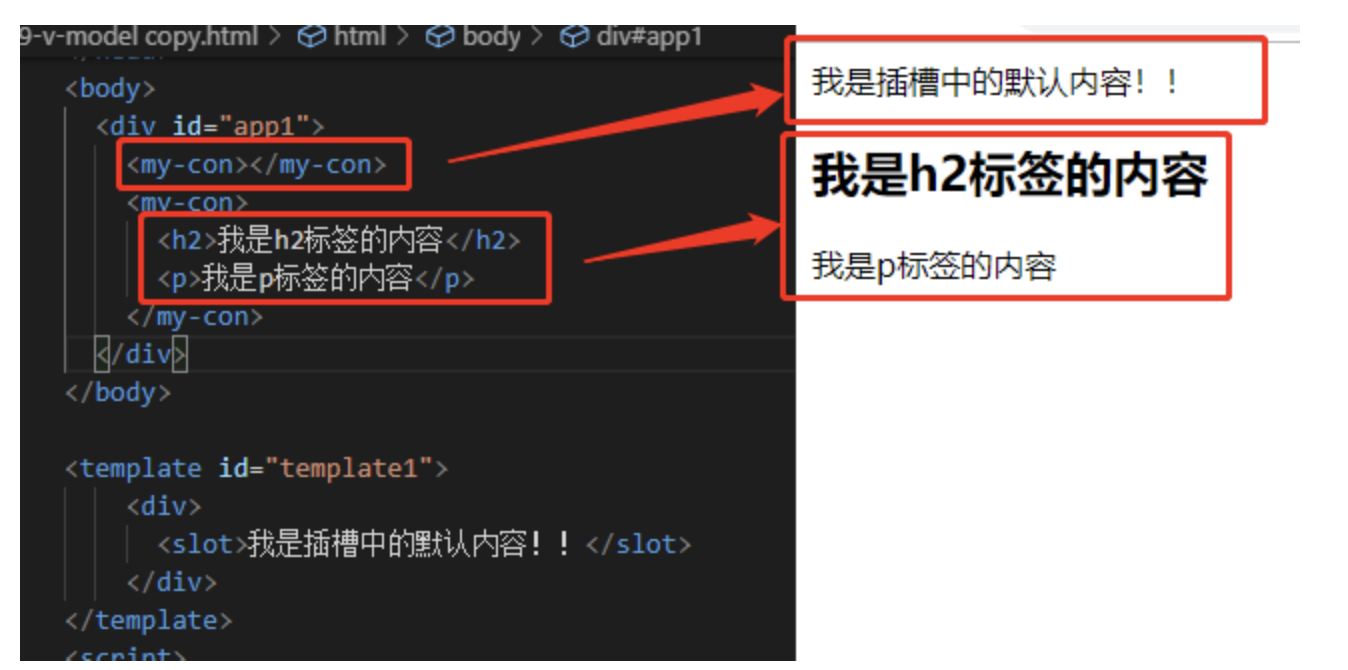 9-v-model copy.html > html > body > div#app1
<body>
<div id="app1">
<my-con></my-con>
<my-con>
<h2>我是h2标签的内容</h2>
<p>我是p标签的内容</p>
</my-con>
</div>
</body>
<template id="template1">
<div>
<slot>我是插槽中的默认内容！！</slot>
</div>
</template>
<script>
我是插槽中的默认内容！！
我是h2标签的内容
我是p标签的内容